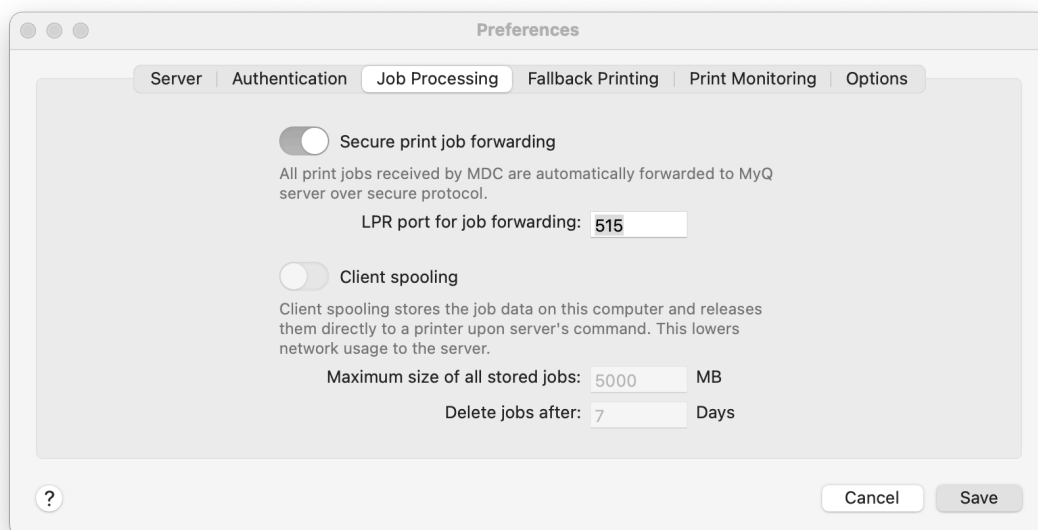 Preferences
Server Authentication Job Processing Fallback Printing Print Monitoring Options
Secure print job forwarding
All print jobs received by MDC are automatically forwarded to MyQ
server over secure protocol.
LPR port for job forwarding: 515
Client spooling
Client spooling stores the job data on this computer and releases
them directly to a printer upon server's command. This lowers
network usage to the server.
Maximum size of all stored jobs: 5000 MB
Delete jobs after: 7 Days
? Cancel Save